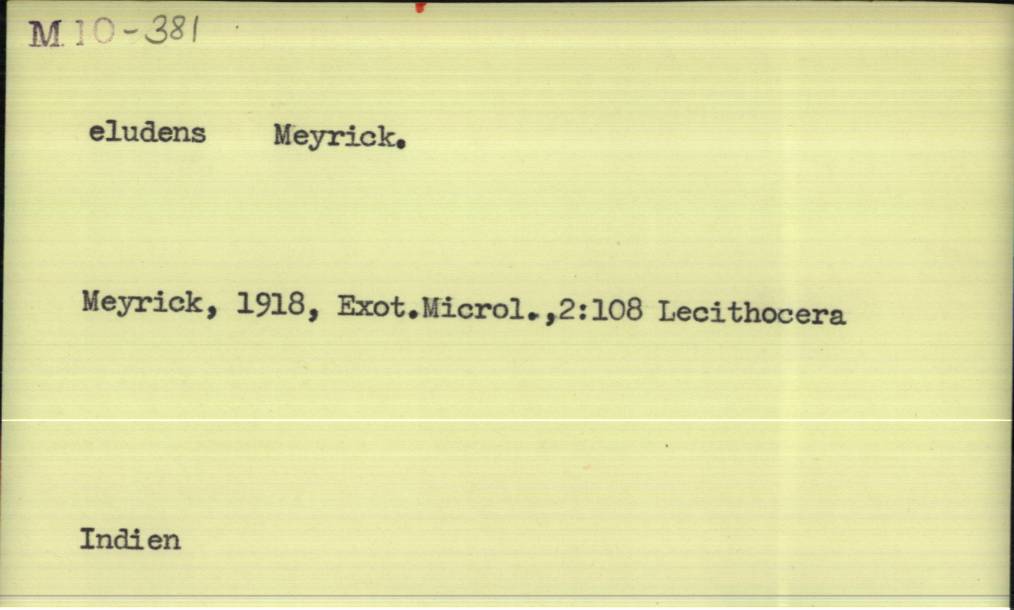 M 10-381
eludens Meyrick.
Meyrick, 1918, Exot.Microl.,2:108 Lecithocera
Indien